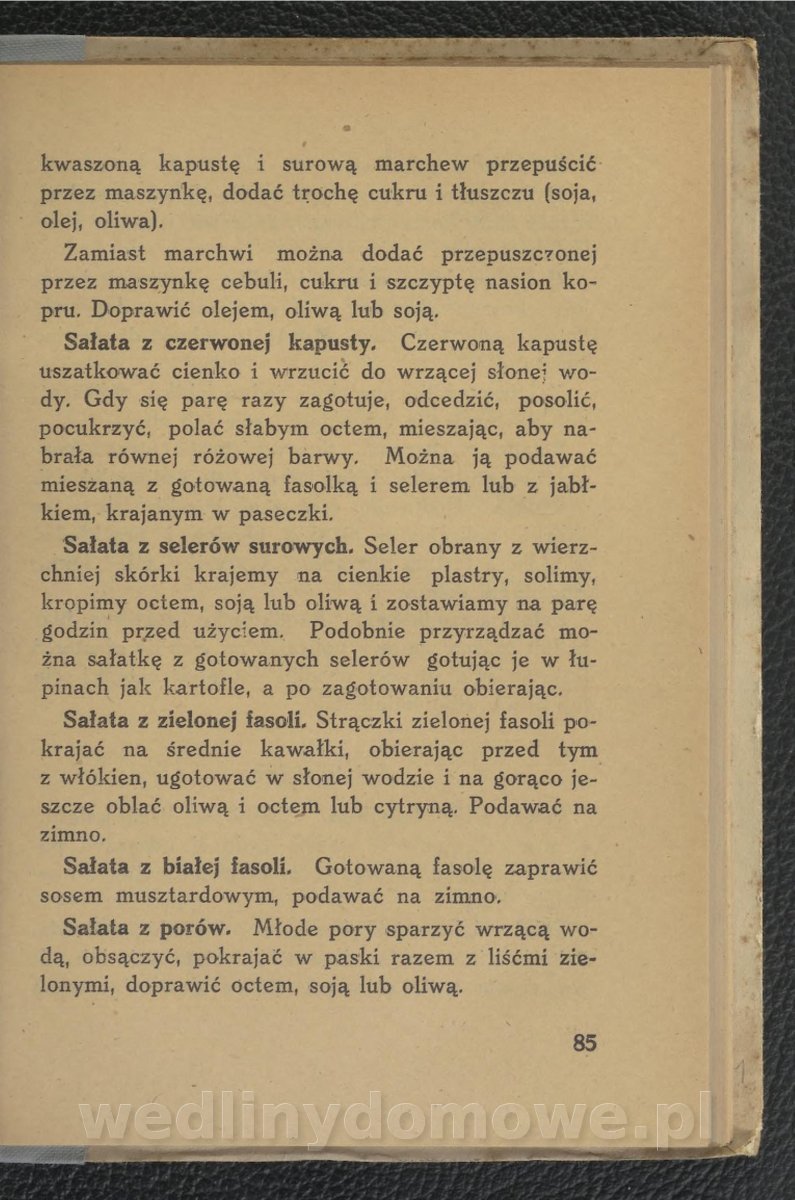 kwaszoną kapustę i surową marchew przepuścić
przez maszynkę, dodać trochę cukru i tłuszczu (soja,
olej, oliwa).
Zamiast marchwi można dodać przepuszczonej
przez maszynkę cebuli, cukru i szczyptę nasion ko-
pru. Doprawić olejem, oliwą lub soją.
Sałata z czerwonej kapusty. Czerwoną kapustę
uszatkować cienko i wrzucić do wrzącej słonej wo-
dy. Gdy się parę razy zagotuje, odcedzić, posolić,
pocukrzyć, polać słabym octem, mieszając, aby na-
brała równej różowej barwy. Można ją podawać
mieszaną z gotowaną fasolką i selerem lub z jabł-
kiem, krajanym w paseczki.
Sałata z selerów surowych. Seler obrany z wierz-
chniej skórki krajemy na cienkie plastry, solimy,
kropimy octem, soją lub oliwą i zostawiamy na parę
godzin przed użyciem. Podobnie przyrządzać mo-
żna sałatkę z gotowanych selerów gotując je w łu-
pinach jak kartofle, a po zagotowaniu obierając.
Sałata z zielonej fasoli. Strączki zielonej fasoli po-
krajać na średnie kawałki, obierając przed tym
z włókien, ugotować w słonej wodzie i na gorąco je-
szcze oblać oliwą i octem lub cytryną. Podawać na
zimno.
Sałata z białej fasoli. Gotowaną fasolę zaprawić
sosem musztardowym, podawać na zimno.
Sałata z porów. Młode pory sparzyć wrzącą wo-
dą, obsączyć, pokrajać w paski razem z liśćmi zie-
lonymi, doprawić octem, soją lub oliwą.
85
1
wedlinydomowe.pl